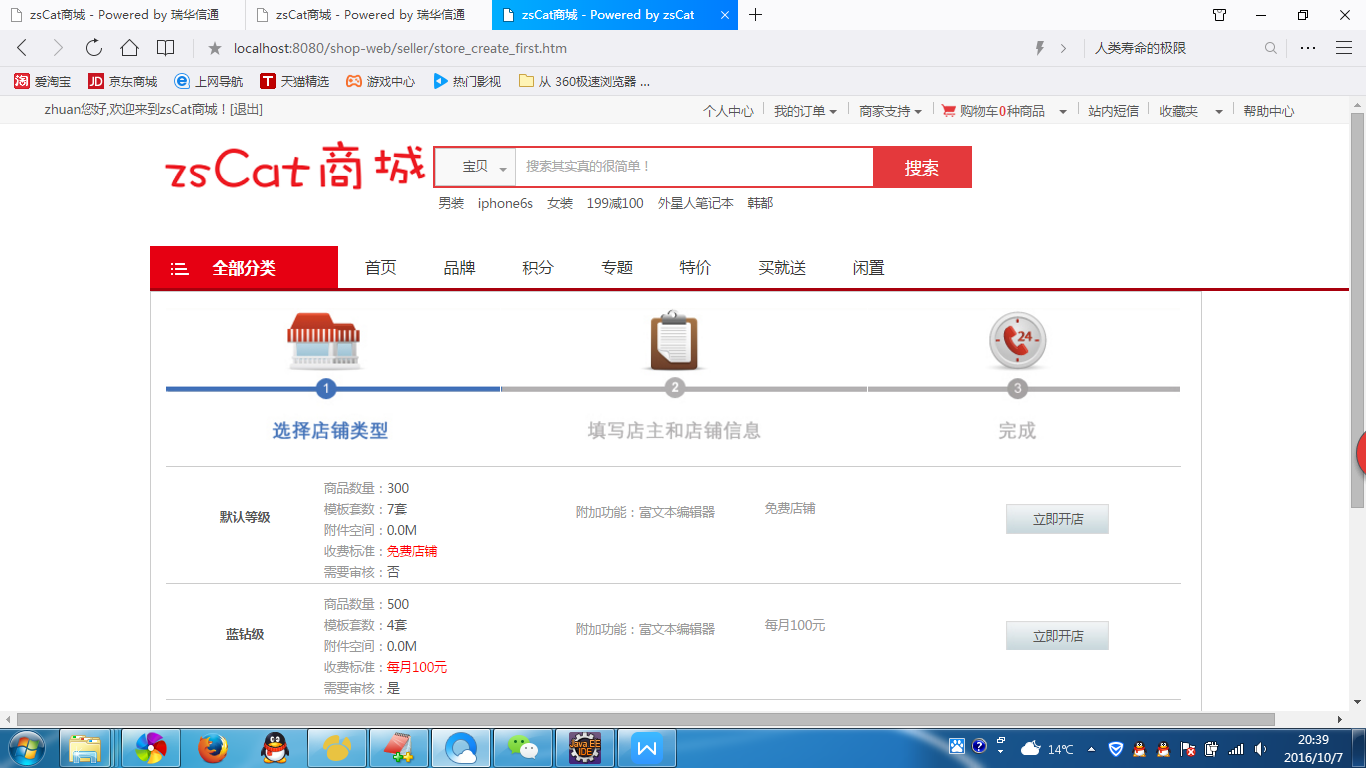 zsCat商城 - Powered by 瑞华信通
zsCat商城 - Powered by 瑞华信通
zsCat商城 - Powered by zsCat
localhost:8080/shop-web/seller/store_create_first.htm
人类寿命的极限
淘 爱淘宝
JD 京东商城
上网导航
T 天猫精选
游戏中心
热门影视
从 360极速浏览器 ...
zhuan您好,欢迎来到zsCat商城！[退出]
个人中心
我的订单
商家支持
购物车0种商品
站内短信
收藏夹
帮助中心
zsCat商城
宝贝
搜索其实真的很简单！
搜索
男装 iphone6s 女装 199减100 外星人笔记本 韩都
全部分类
首页 品牌 积分 专题 特价 买就送 闲置
24
1 2 3
选择店铺类型
填写店主和店铺信息
完成
默认等级
商品数量：300
模板套数：7套
附件空间：0.0M
收费标准：免费店铺
需要审核：否
附加功能：富文本编辑器
免费店铺
立即开店
蓝钻级
商品数量：500
模板套数：4套
附件空间：0.0M
收费标准：每月100元
需要审核：是
附加功能：富文本编辑器
每月100元
立即开店
Java EE
IDE
W
14℃
20:39
2016/10/7